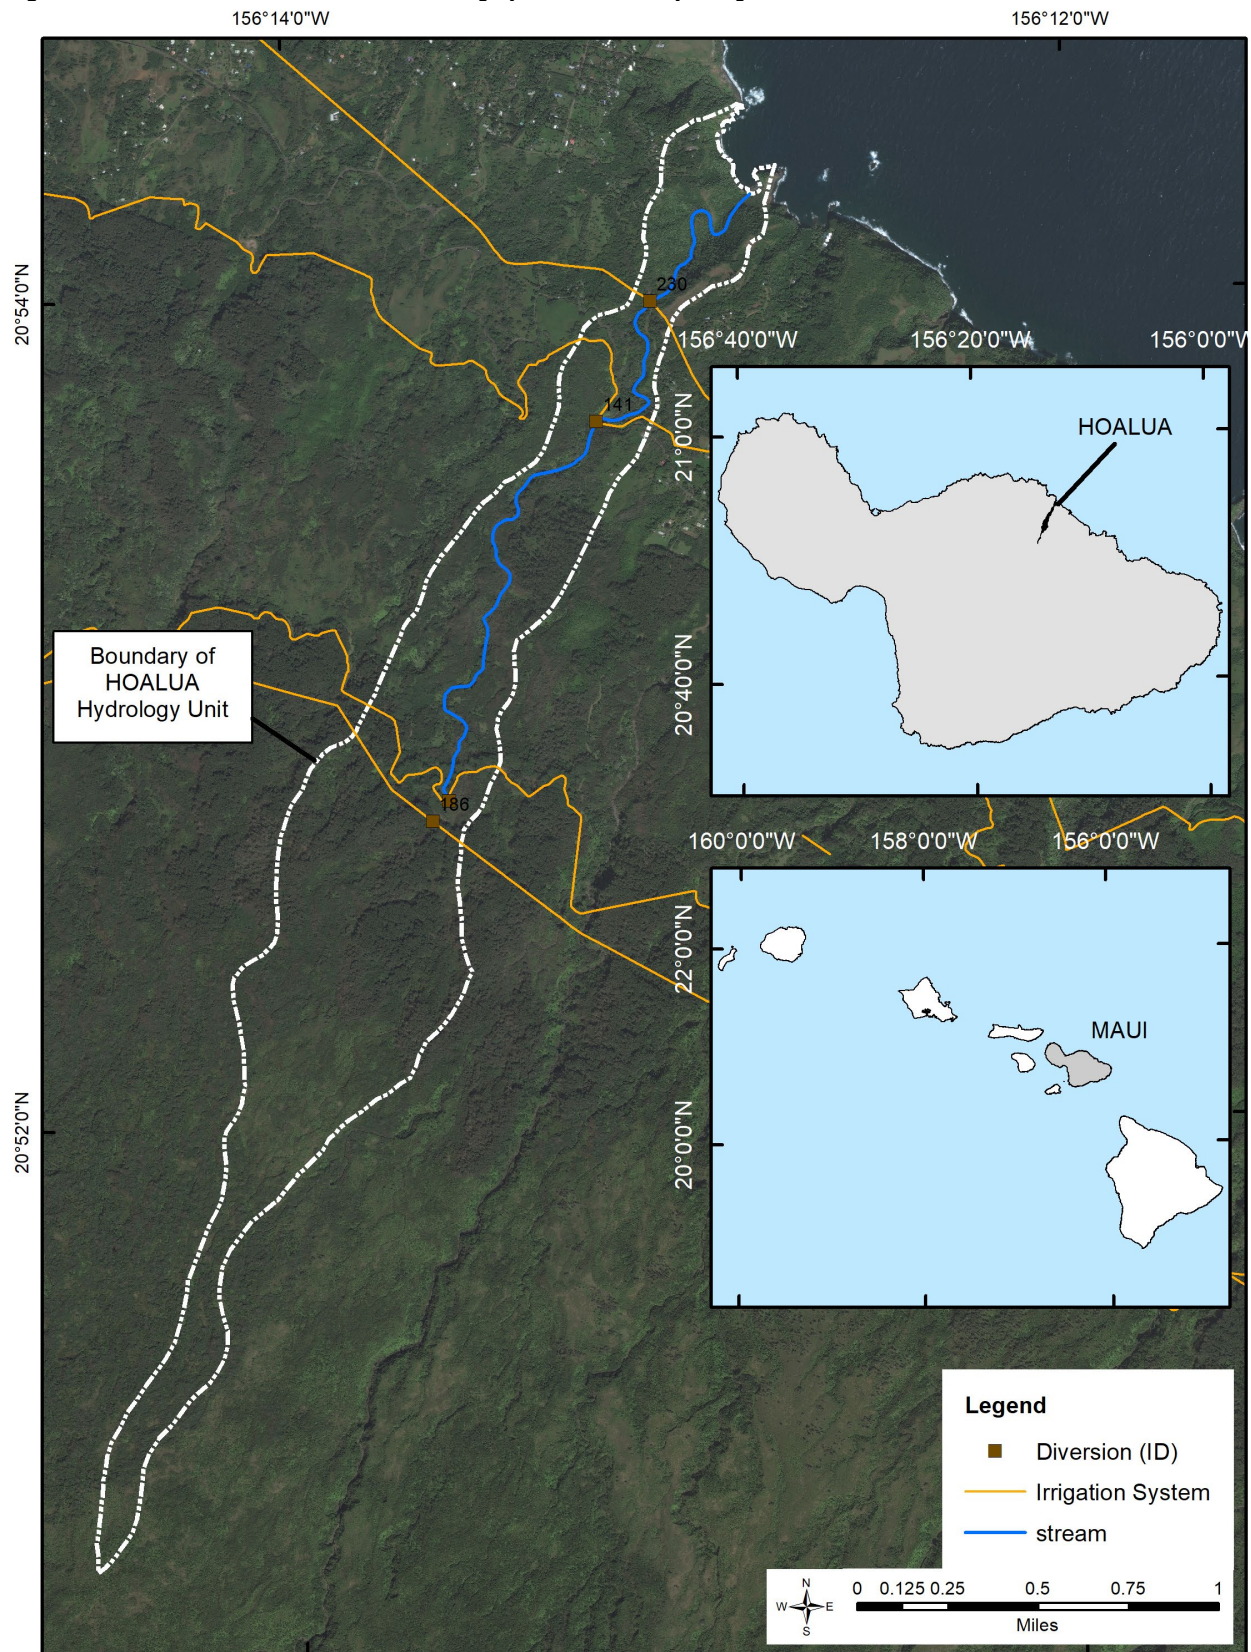 156°14'0"W
156°12'0"W
20°54'0"N
20°52'0"N
230
141
186
Boundary of
HOALUA
Hydrology Unit
156°40'0"W
156°20'0"W
156°0'0"W
21°0'0"N
20°40'0"N
HOALUA
160°0'0"W
158°0'0"W
156°0'0"W
22°0'0"N
20°0'0"N
MAUI
Legend
Diversion (ID)
Irrigation System
stream
N
W E
S
0 0.125 0.25 0.5 0.75 1
Miles